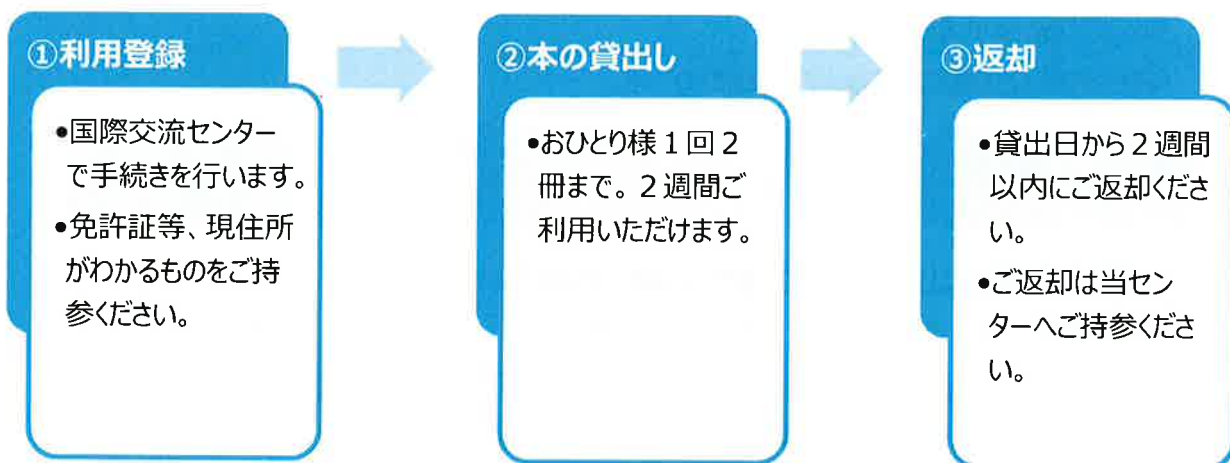 ①利用登録
•国際交流センター
で手続きを行います。
•免許証等、現住所
がわかるものをご持
参ください。
②本の貸出し
•おひとり様１回２
冊まで。２週間ご
利用いただけます。
③返却
•貸出日から２週間
以内にご返却くださ
い。
•ご返却は当セン
ターへご持参くださ
い。